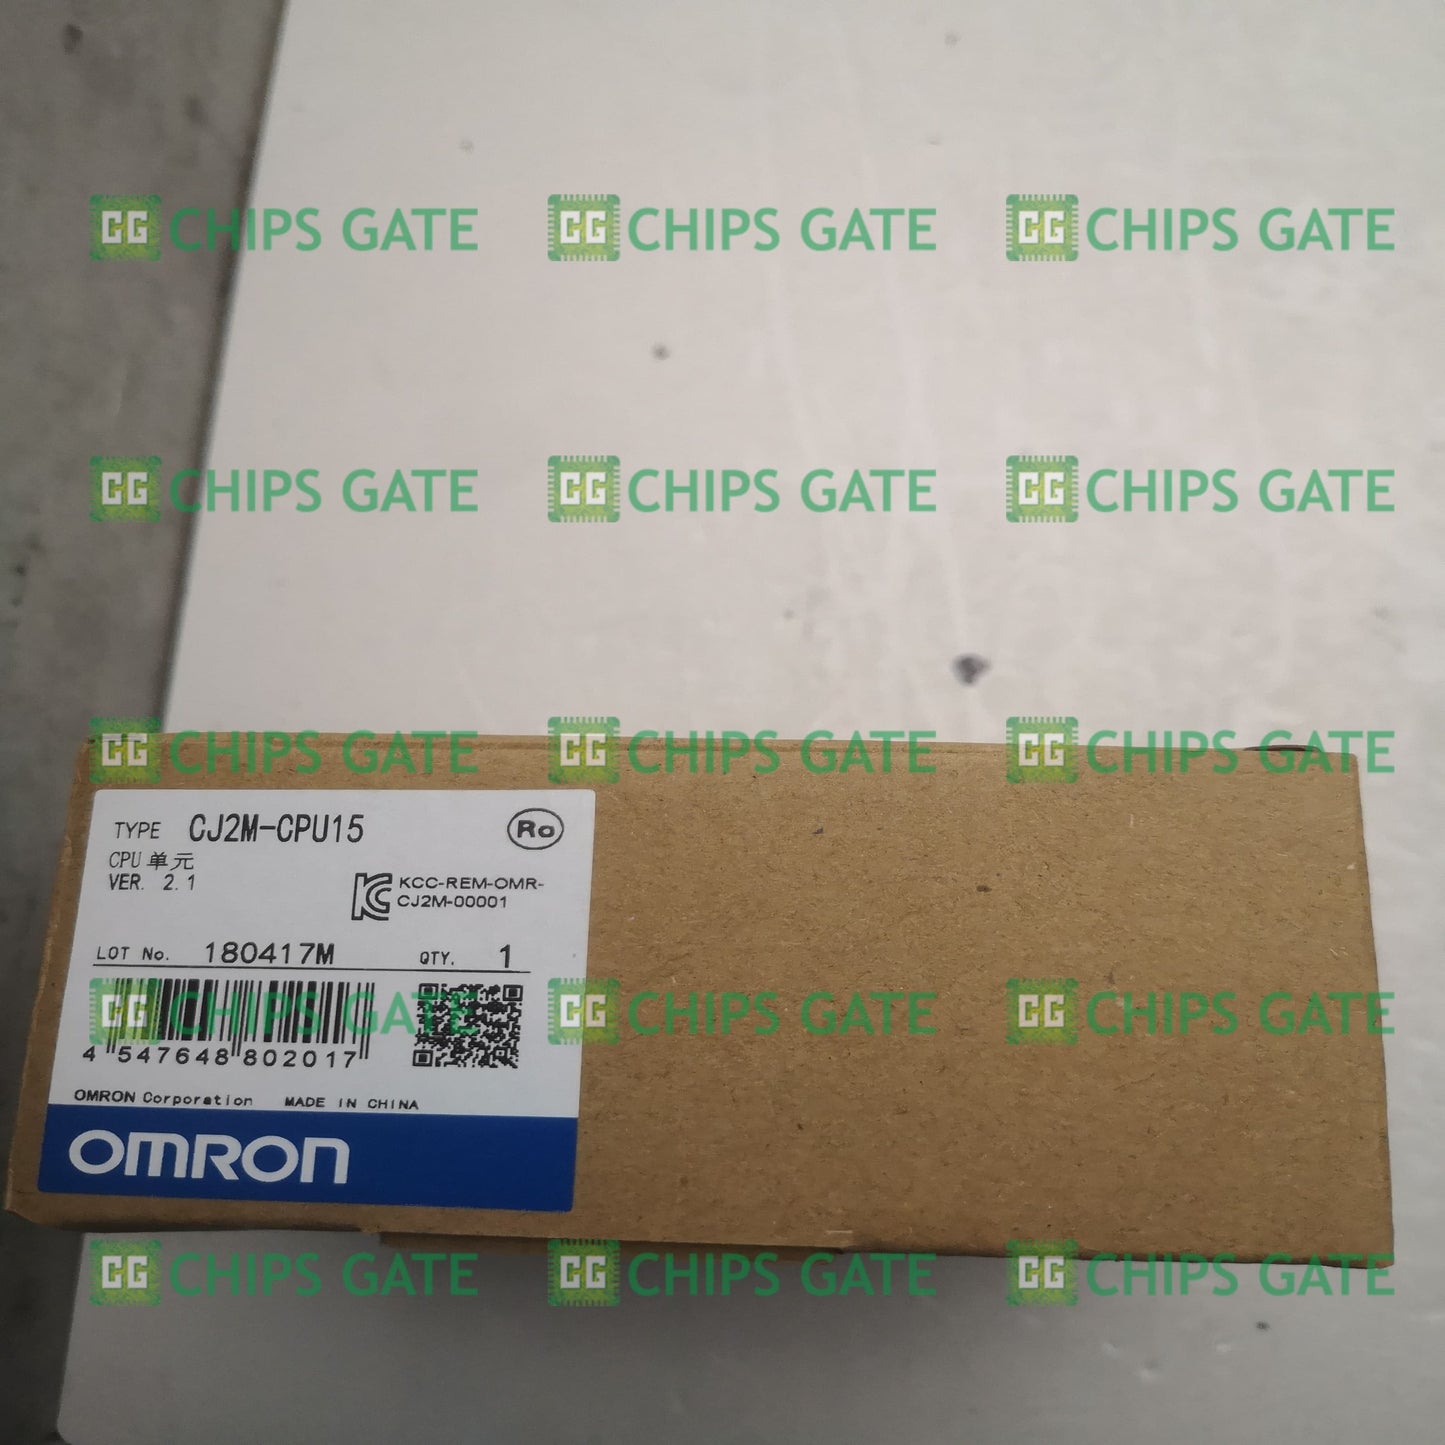 CG CHIPS GATE CG CHIPS GATE CG CHIPS GATE
CG CHIPS GATE CG CHIPS GATE CG CHIPS GATE
CG CHIPS GATE CG CHIPS GATE CG CHIPS GATE
TYPE CJ2M-CPU15 Ro
CPU单元
VER. 2.1
KCC-REM-OMR-
CJ2M-00001
LOT No. 180417M QTY. 1
CG CHIPS GATE CG CHIPS GATE CG CHIPS GATE
4 547648 802017
OMRON Corporation MADE IN CHINA
OMRON
CG CHIPS GATE CG CHIPS GATE CG CHIPS GATE